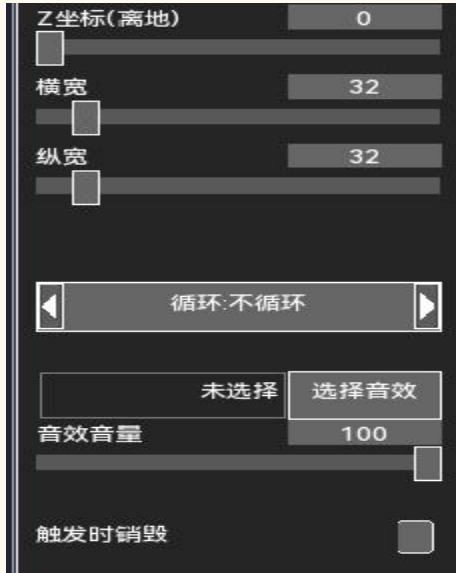 Z坐标(离地) 0
横宽 32
纵宽 32
循环:不循环
未选择 选择音效
音效音量 100
触发时销毁